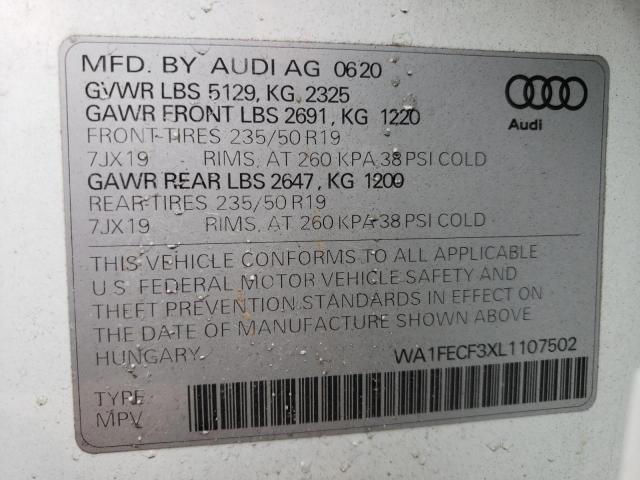 MFD. BY AUDI AG 0620
GVWR LBS 5129, KG 2325
GAWR FRONT LBS 2691, KG 1220
FRONT-TIRES 235/50 R19
7JX19 RIMS, AT 260 KPA 38 PSI COLD
GAWR REAR LBS 2647, KG 1200
REAR-TIRES 235/50 R19
7JX19 RIMS, AT 260 KPA 38 PSI COLD
Audi
THIS VEHICLE CONFORMS TO ALL APPLICABLE
U.S. FEDERAL MOTOR VEHICLE SAFETY AND
THEFT PREVENTION STANDARDS IN EFFECT ON
THE DATE OF MANUFACTURE SHOWN ABOVE
HUNGARY
WA1FECF3XL1107502
TYPE:
MPV